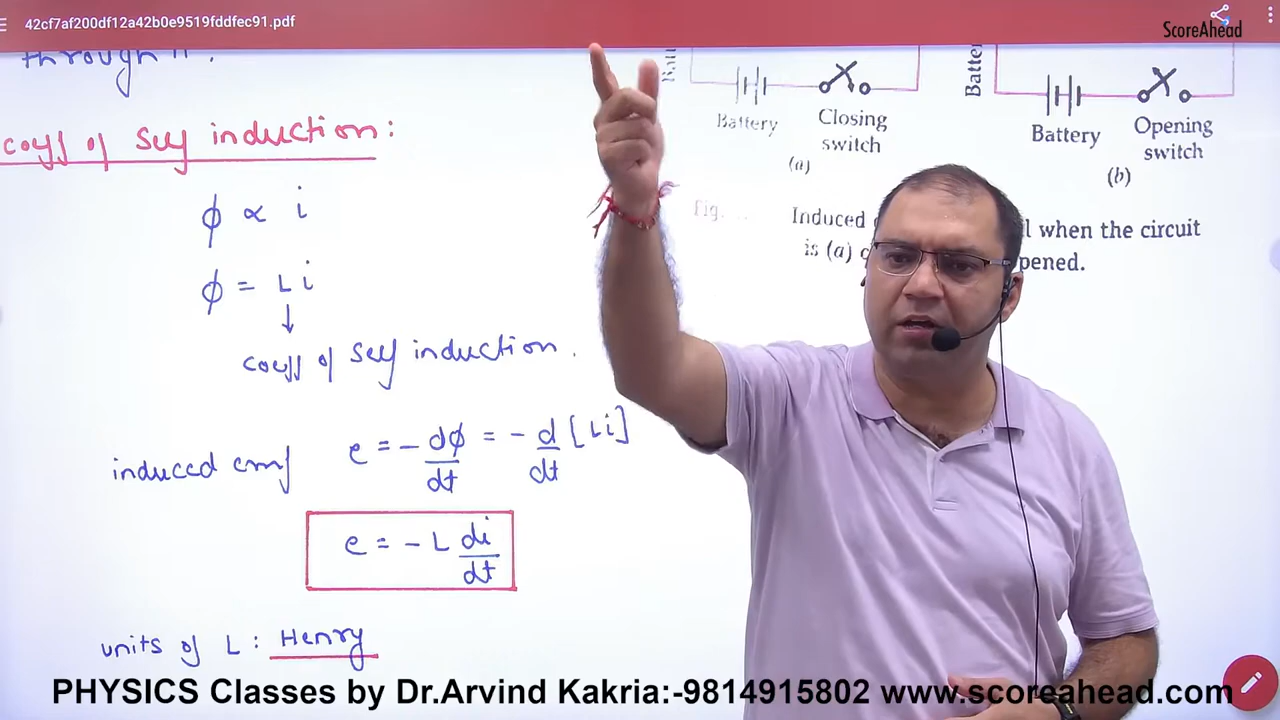 42cf7af200df12a42b0e9519fddfec91.pdf
ScoreAhead
through it.
coeff of self induction:
ϕ ∝ i
ϕ = Li
↓
coeff of self induction.
induced emf e = - dϕ/dt = - d/dt [Li]
e = - L di/dt
units of L: Henry
Battery
Closing
switch
(a)
Battery
Opening
switch
(b)
Fig.
Induced
l when the circuit
is (a)
pened.
PHYSICS Classes by Dr.Arvind Kakria:-9814915802 www.scoreahead.com